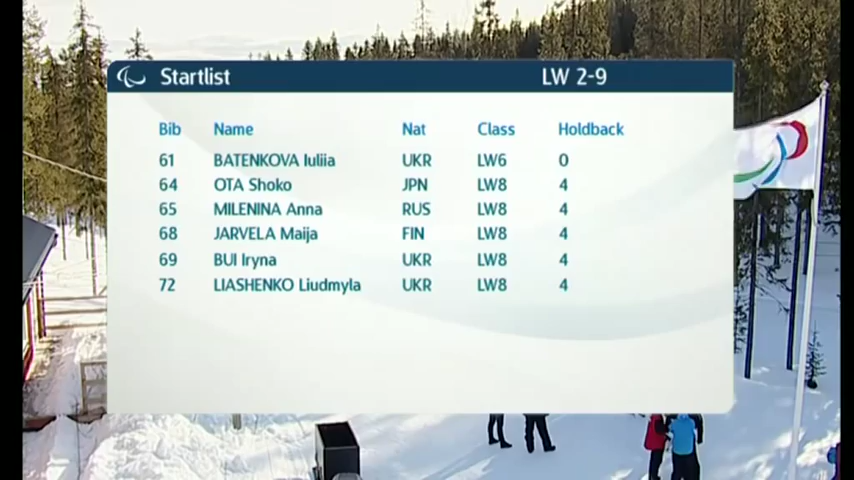 Startlist LW 2-9
Bib Name Nat Class Holdback
61 BATENKOVA Iuliia UKR LW6 0
64 OTA Shoko JPN LW8 4
65 MILENINA Anna RUS LW8 4
68 JARVELA Maija FIN LW8 4
69 BUI Iryna UKR LW8 4
72 LIASHENKO Liudmyla UKR LW8 4